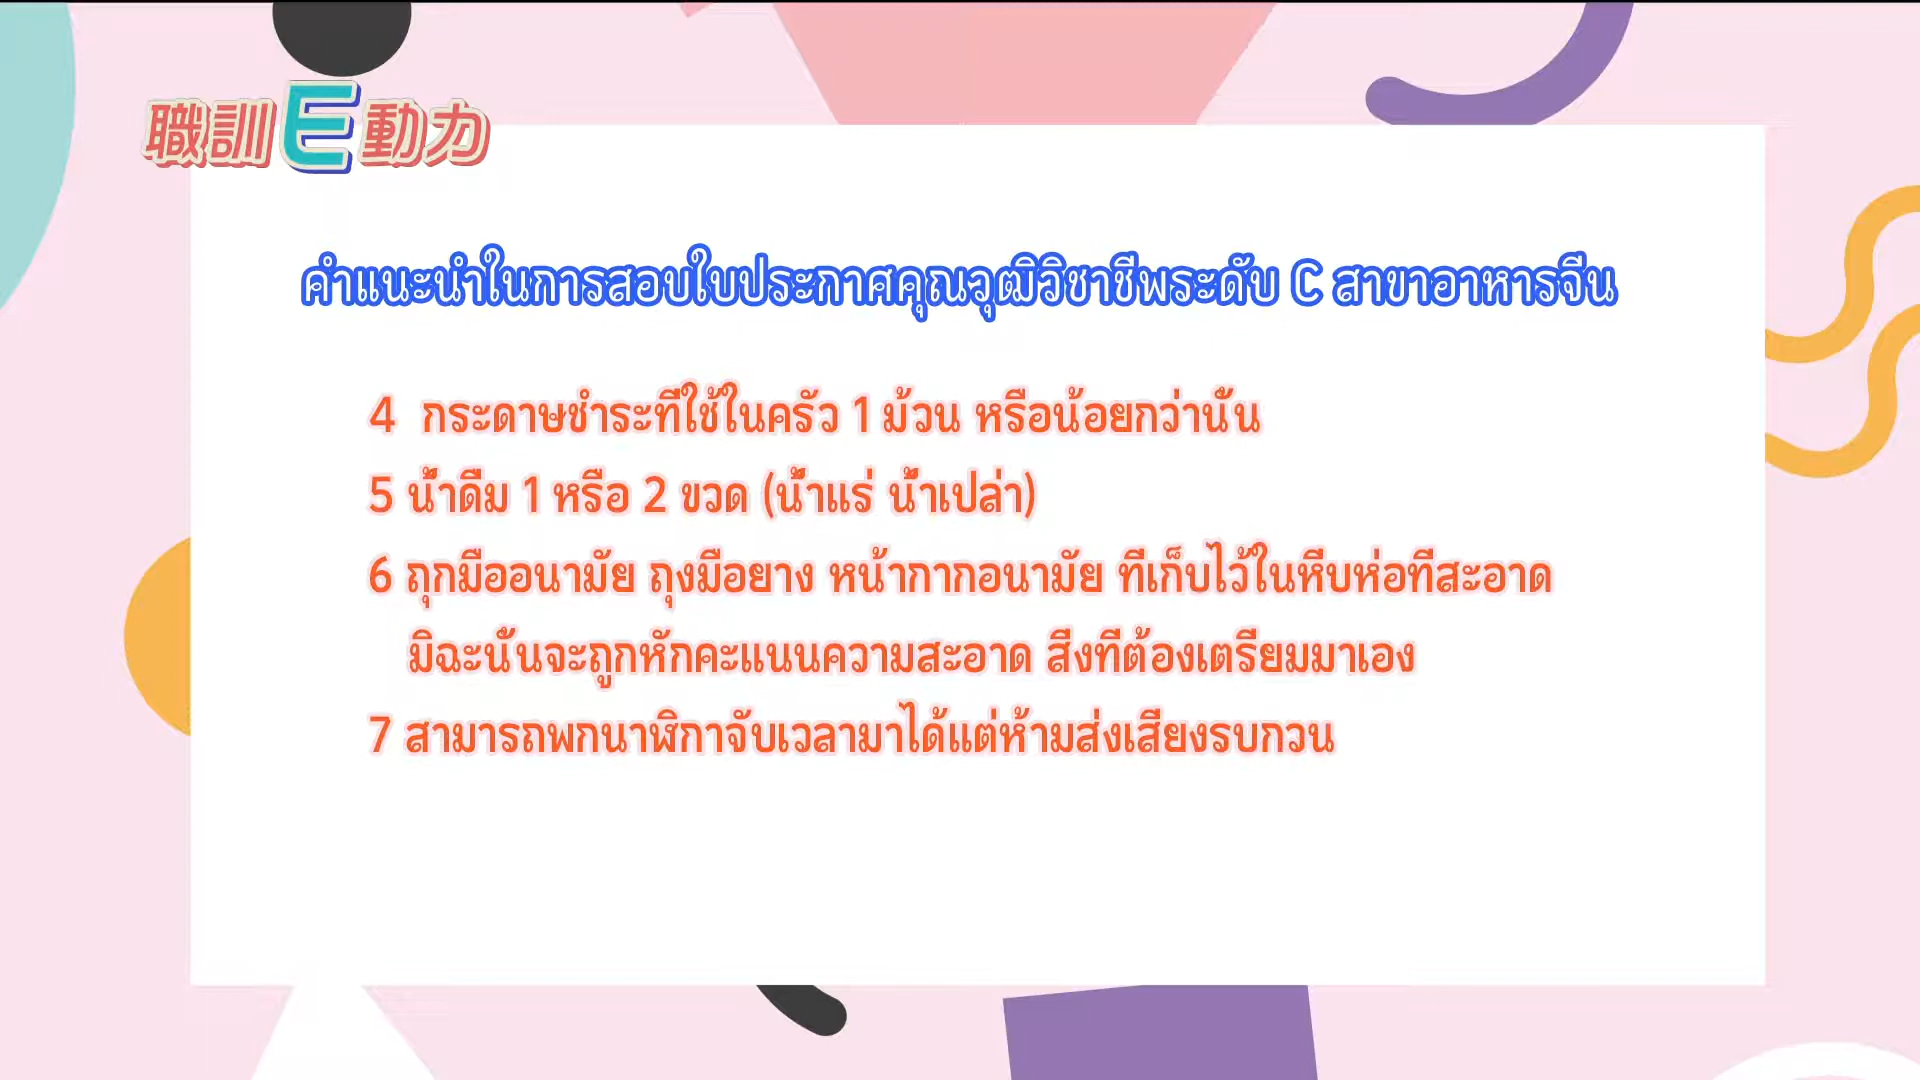 職訓E動力
คำแนะนำในการสอบใบประกาศคุณวุฒิวิชาชีพระดับ C สาขาอาหารจีน
4 กระดาษชำระที่ใช้ในครัว 1 ม้วน หรือน้อยกว่านั้น
5 น้ำดื่ม 1 หรือ 2 ขวด (น้ำแร่ น้ำเปล่า)
6 ถุกมืออนามัย ถุงมือยาง หน้ากากอนามัย ที่เก็บไว้ในหีบห่อที่สะอาด
มิฉะนั้นจะถูกหักคะแนนความสะอาด สิ่งที่ต้องเตรียมมาเอง
7 สามารถพกนาฬิกาจับเวลามาได้แต่ห้ามส่งเสียงรบกวน